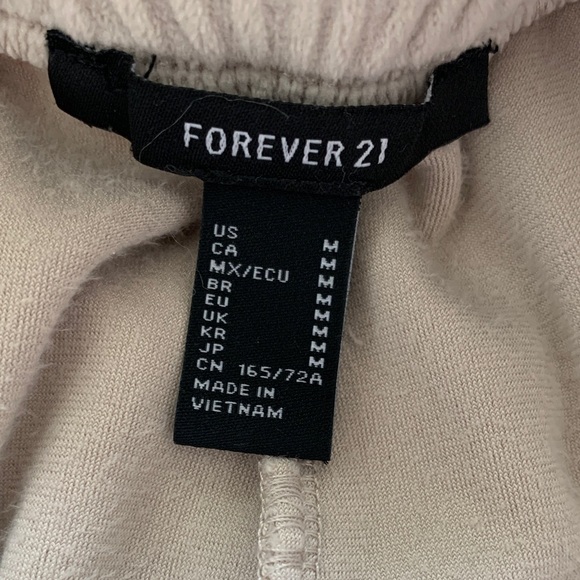 FOREVER 21
US M
CA M
MX/ECU M
BR M
EU M
UK M
KR M
JP M
CN 165/72A
MADE IN
VIETNAM